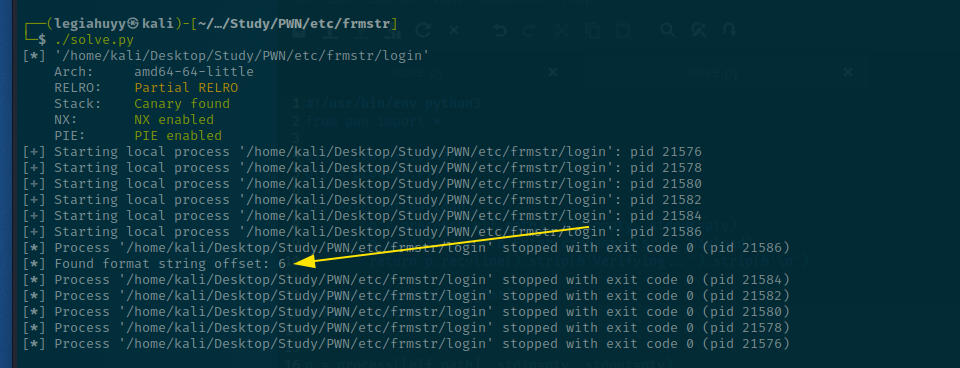 ┌──(legiahuyy㉿kali)-[~/…/Study/PWN/etc/frmstr]
└─$ ./solve.py
[*] '/home/kali/Desktop/Study/PWN/etc/frmstr/login'
    Arch:     amd64-64-little
    RELRO:    Partial RELRO
    Stack:    Canary found
    NX:       NX enabled
    PIE:      PIE enabled
[+] Starting local process '/home/kali/Desktop/Study/PWN/etc/frmstr/login': pid 21576
[+] Starting local process '/home/kali/Desktop/Study/PWN/etc/frmstr/login': pid 21578
[+] Starting local process '/home/kali/Desktop/Study/PWN/etc/frmstr/login': pid 21580
[+] Starting local process '/home/kali/Desktop/Study/PWN/etc/frmstr/login': pid 21582
[+] Starting local process '/home/kali/Desktop/Study/PWN/etc/frmstr/login': pid 21584
[+] Starting local process '/home/kali/Desktop/Study/PWN/etc/frmstr/login': pid 21586
[*] Process '/home/kali/Desktop/Study/PWN/etc/frmstr/login' stopped with exit code 0 (pid 21586)
[*] Found format string offset: 6
[*] Process '/home/kali/Desktop/Study/PWN/etc/frmstr/login' stopped with exit code 0 (pid 21584)
[*] Process '/home/kali/Desktop/Study/PWN/etc/frmstr/login' stopped with exit code 0 (pid 21582)
[*] Process '/home/kali/Desktop/Study/PWN/etc/frmstr/login' stopped with exit code 0 (pid 21580)
[*] Process '/home/kali/Desktop/Study/PWN/etc/frmstr/login' stopped with exit code 0 (pid 21578)
[*] Process '/home/kali/Desktop/Study/PWN/etc/frmstr/login' stopped with exit code 0 (pid 21576)
1 #!/usr/bin/env python3
2 from pwn import *
3